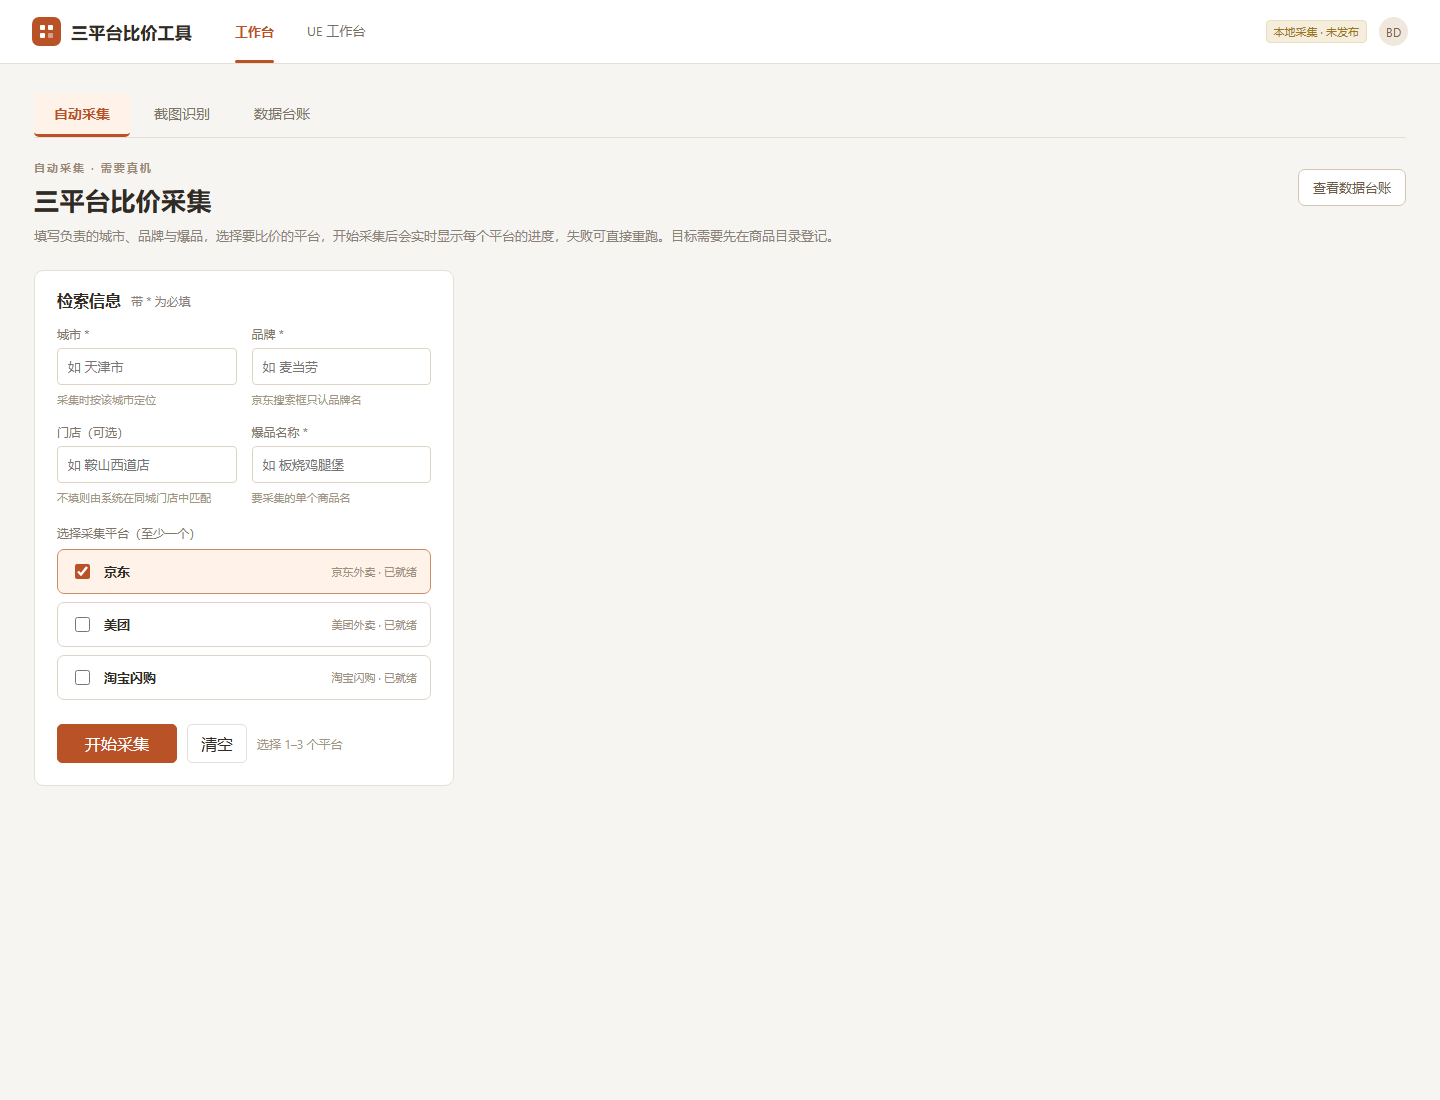 三平台比价工具
工作台
UE 工作台
本地采集 · 未发布
BD
自动采集
截图识别
数据台账
自动采集 · 需要真机
三平台比价采集
查看数据台账
填写负责的城市、品牌与爆品，选择要比价的平台，开始采集后会实时显示每个平台的进度，失败可直接重跑。目标需要先在商品目录登记。
检索信息 带 * 为必填
城市 *
品牌 *
如 天津市
如 麦当劳
采集时按该城市定位
京东搜索框只认品牌名
门店（可选）
爆品名称 *
如 鞍山西道店
如 板烧鸡腿堡
不填则由系统在同城门店中匹配
要采集的单个商品名
选择采集平台（至少一个）
京东
京东外卖 · 已就绪
美团
美团外卖 · 已就绪
淘宝闪购
淘宝闪购 · 已就绪
开始采集
清空
选择 1–3 个平台